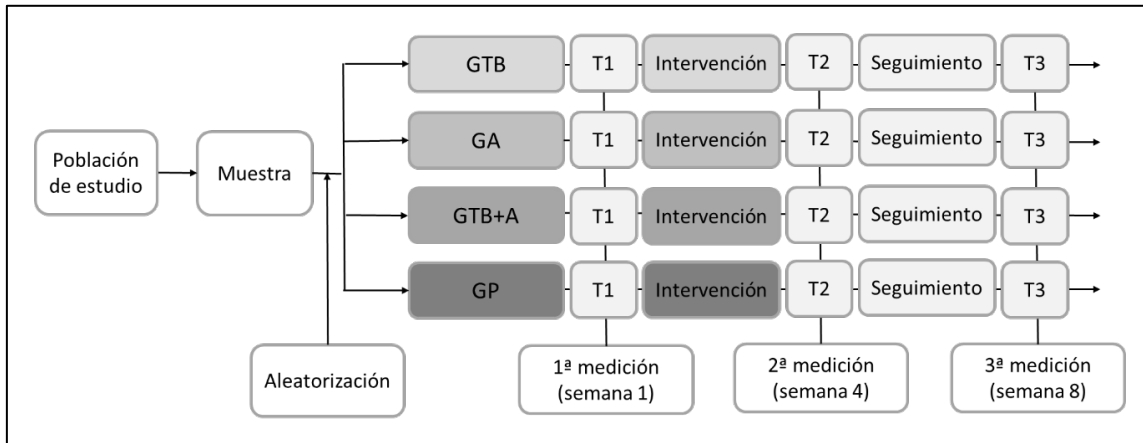 GTB T1 Intervención T2 Seguimiento T3
GA T1 Intervención T2 Seguimiento T3
Población
de estudio
Muestra
GTB+A T1 Intervención T2 Seguimiento T3
GP T1 Intervención T2 Seguimiento T3
Aleatorización
1ª medición
(semana 1)
2ª medición
(semana 4)
3ª medición
(semana 8)